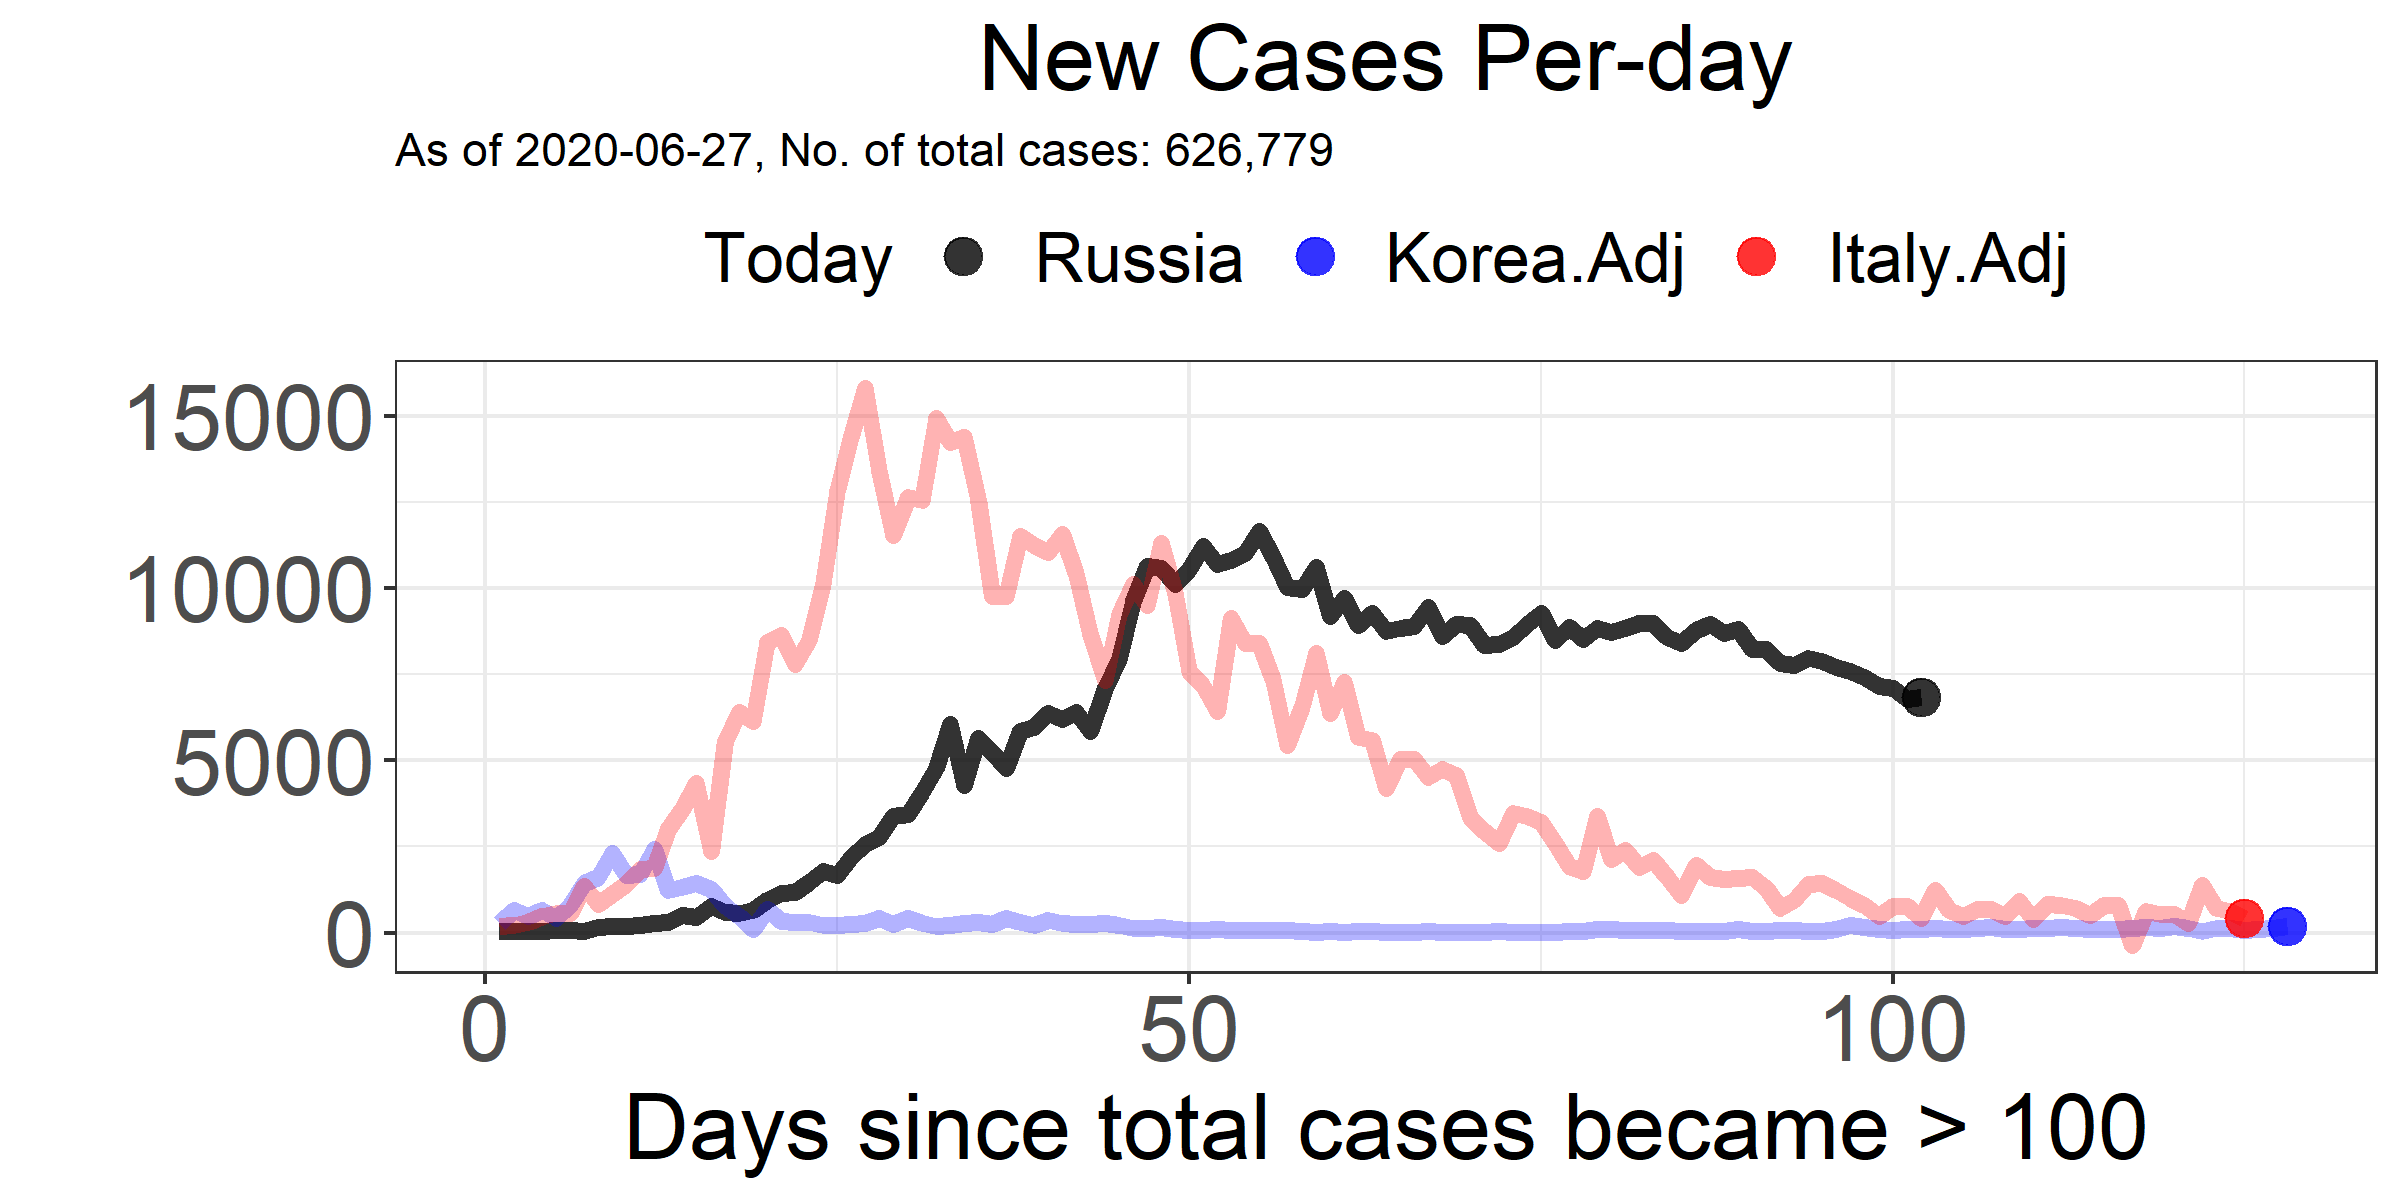 New Cases Per-day
As of 2020-06-27, No. of total cases: 626,779
Today Russia Korea.Adj Italy.Adj
15000
10000
5000
0
0 50 100
Days since total cases became > 100